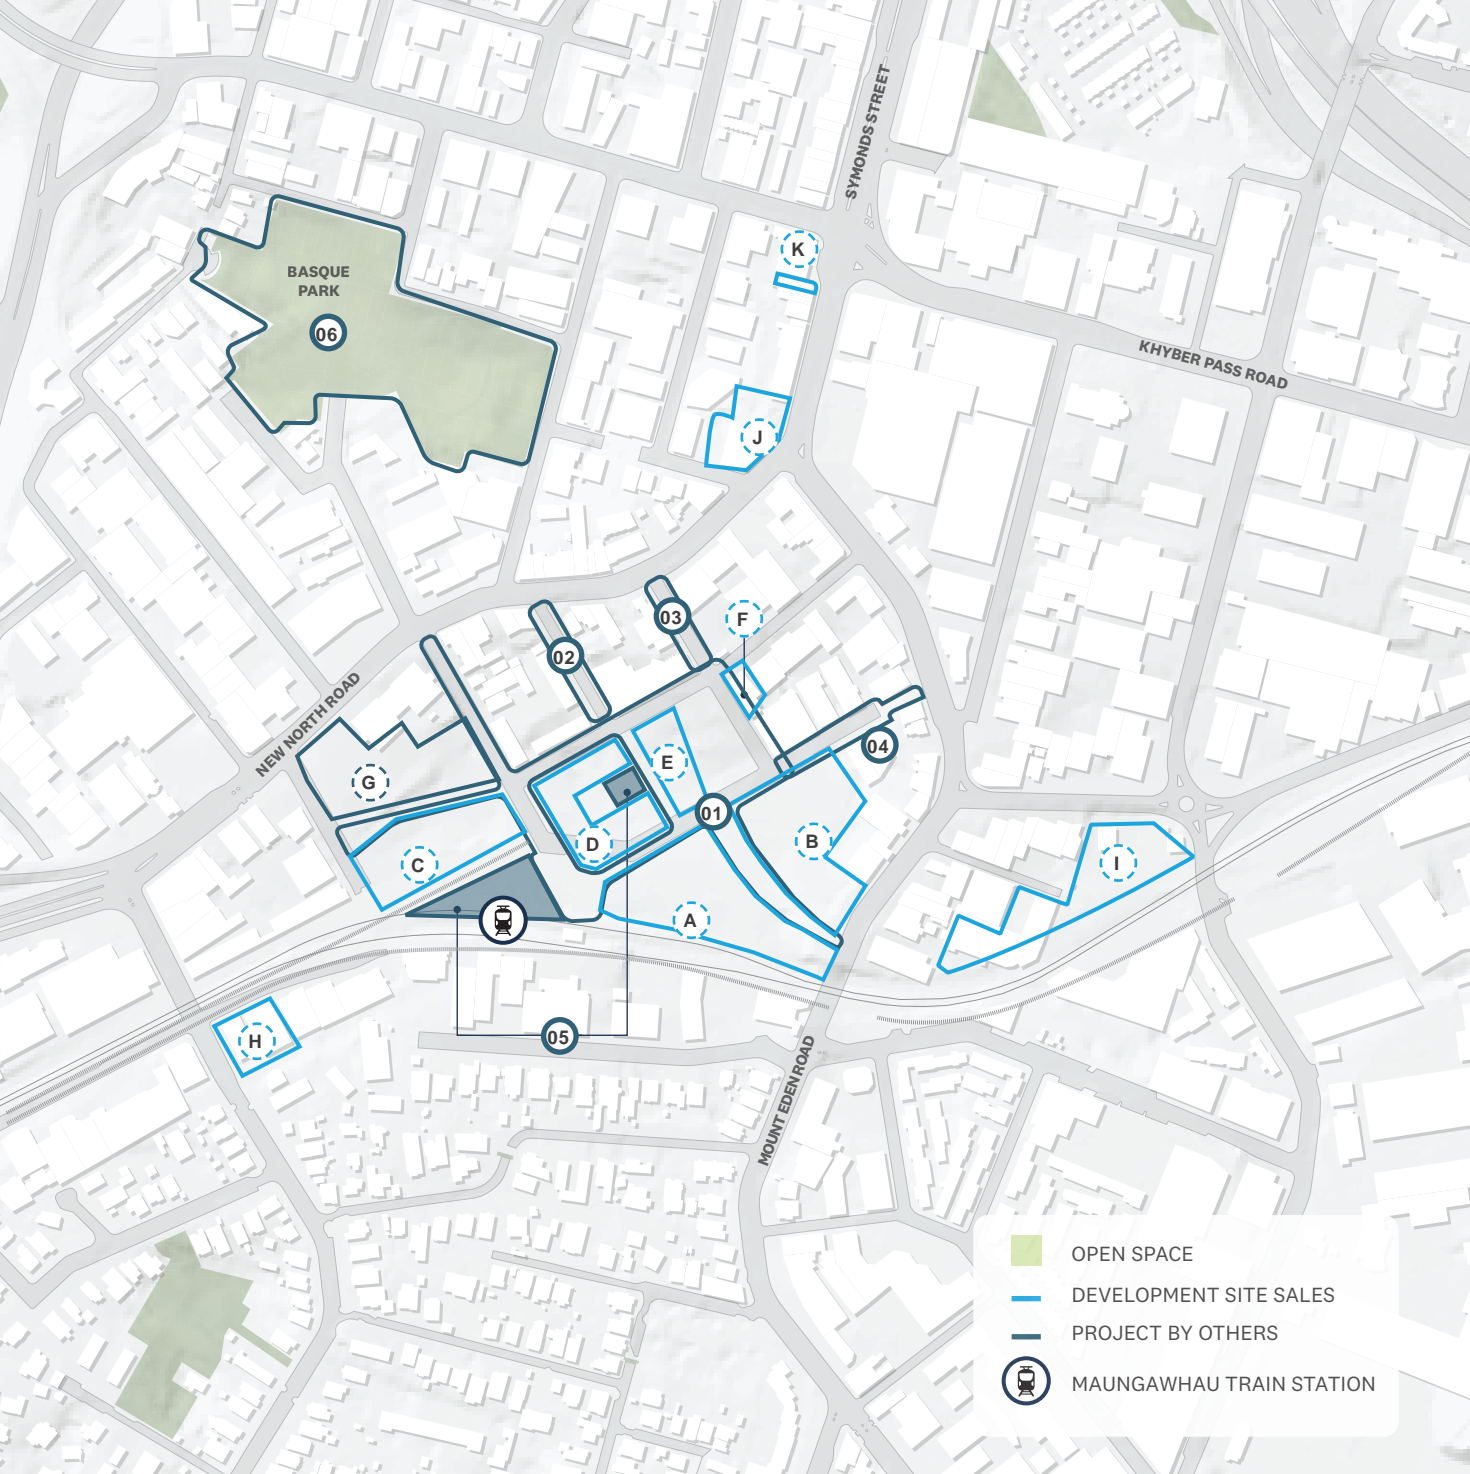 SYMONDS STREET
K
BASQUE
PARK
06
KHYBER PASS ROAD
J
03
F
02
NEW NORTH ROAD
04
E
G
01
D
B
C
I
A
H
05
MOUNT EDEN ROAD
OPEN SPACE
DEVELOPMENT SITE SALES
PROJECT BY OTHERS
MAUNGAWHAU TRAIN STATION